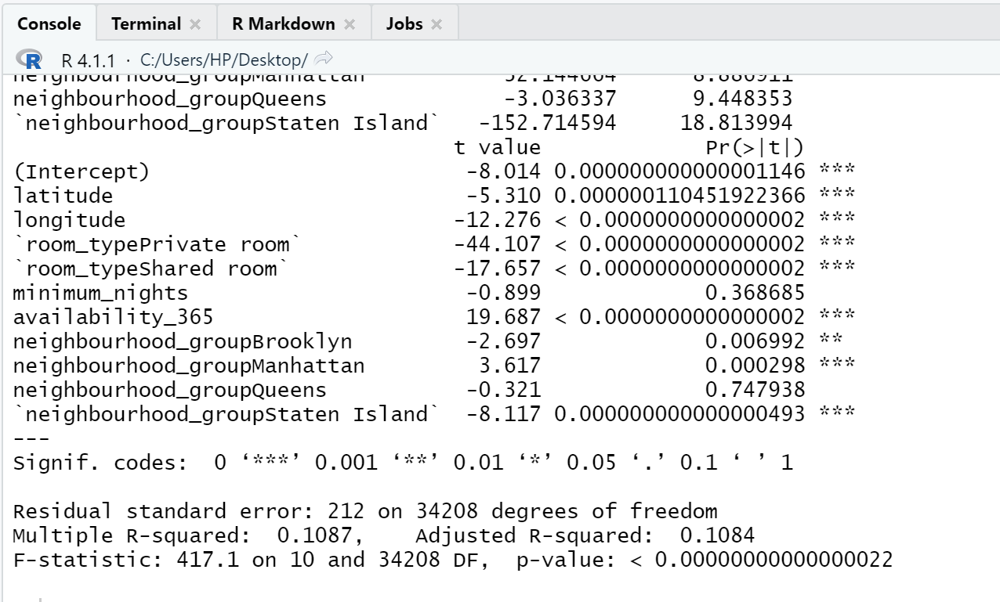 Console Terminal R Markdown Jobs
R R 4.1.1 · C:/Users/HP/Desktop/
neighbourhood_groupManhattan 32.144664 8.886911
neighbourhood_groupQueens -3.036337 9.448353
`neighbourhood_groupStaten Island` -152.714594 18.813994
t value Pr(>|t|)
(Intercept) -8.014 0.000000000000001146 ***
latitude -5.310 0.000000110451922366 ***
longitude -12.276 < 0.0000000000000002 ***
`room_typePrivate room` -44.107 < 0.0000000000000002 ***
`room_typeShared room` -17.657 < 0.0000000000000002 ***
minimum_nights -0.899 0.368685
availability_365 19.687 < 0.0000000000000002 ***
neighbourhood_groupBrooklyn -2.697 0.006992 **
neighbourhood_groupManhattan 3.617 0.000298 ***
neighbourhood_groupQueens -0.321 0.747938
`neighbourhood_groupStaten Island` -8.117 0.000000000000000493 ***
---
Signif. codes: 0 ‘***’ 0.001 ‘**’ 0.01 ‘*’ 0.05 ‘.’ 0.1 ‘ ’ 1
Residual standard error: 212 on 34208 degrees of freedom
Multiple R-squared: 0.1087, Adjusted R-squared: 0.1084
F-statistic: 417.1 on 10 and 34208 DF, p-value: < 0.00000000000000022